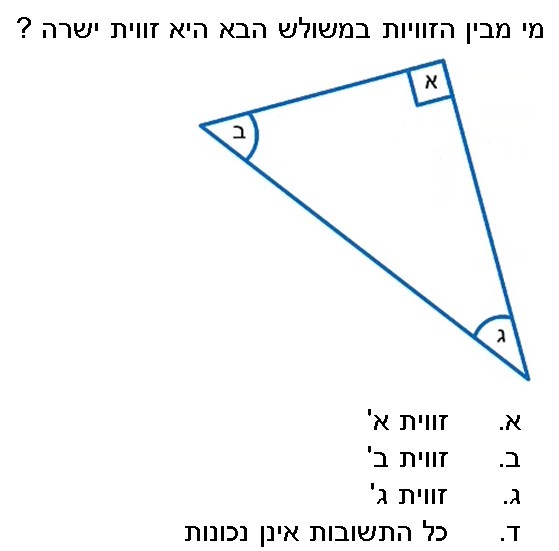 מי מבין הזוויות במשולש הבא היא זווית ישרה ?
א
ב
ג
א. זווית א'
ב. זווית ב'
ג. זווית ג'
ד. כל התשובות אינן נכונות